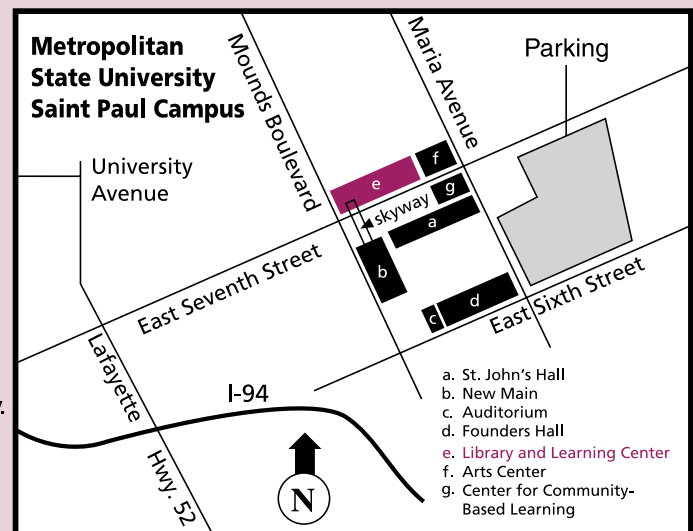 Metropolitan
State University
Saint Paul Campus
Mounds Boulevard
Maria Avenue
Parking
University
Avenue
f
e
g
skyway
a
b
East Seventh Street
d
c
East Sixth Street
Lafayette
I-94
Hwy. 52
N
a. St. John's Hall
b. New Main
c. Auditorium
d. Founders Hall
e. Library and Learning Center
f. Arts Center
g. Center for Community-
Based Learning